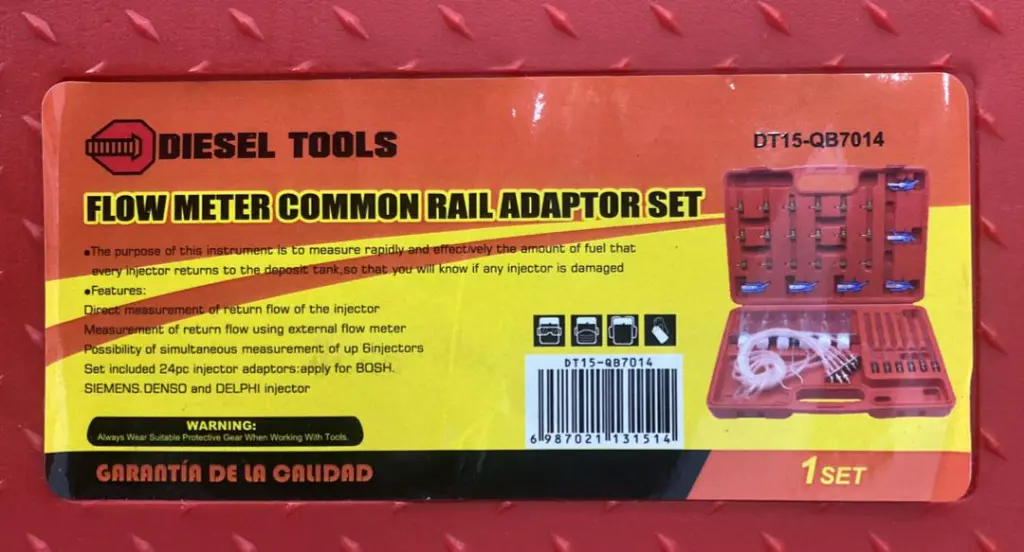 DIESEL TOOLS
DT15-QB7014
FLOW METER COMMON RAIL ADAPTOR SET
•The purpose of this instrument is to measure rapidly and effectively the amount of fuel that
every injector returns to the deposit tank,so that you will know if any injector is damaged
•Features:
Direct measurement of return flow of the injector
Measurement of return flow using external flow meter
Possibility of simultaneous measurement of up 6injectors
Set included 24pc injector adaptors:apply for BOSH.
SIEMENS.DENSO and DELPHI injector
DT15-QB7014
6 987021 131514
WARNING:
Always Wear Suitable Protective Gear When Working With Tools.
GARANTÍA DE LA CALIDAD
1 SET